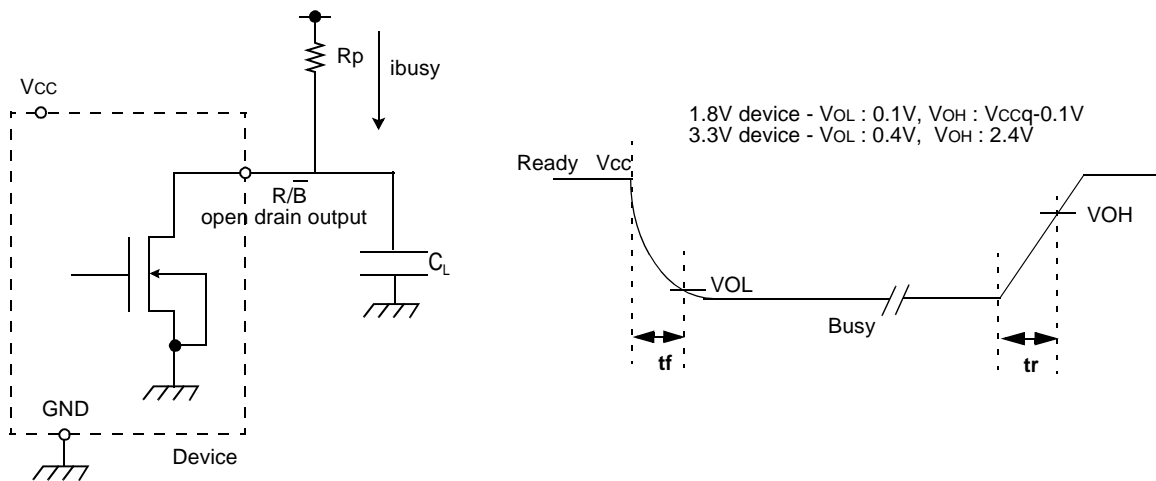 Rp
ibusy
VCC
R/B̅
open drain output
CL
GND
Device
1.8V device - VOL : 0.1V, VOH : VCCq-0.1V
3.3V device - VOL : 0.4V, VOH : 2.4V
Ready Vcc
VOH
VOL
Busy
tf
tr